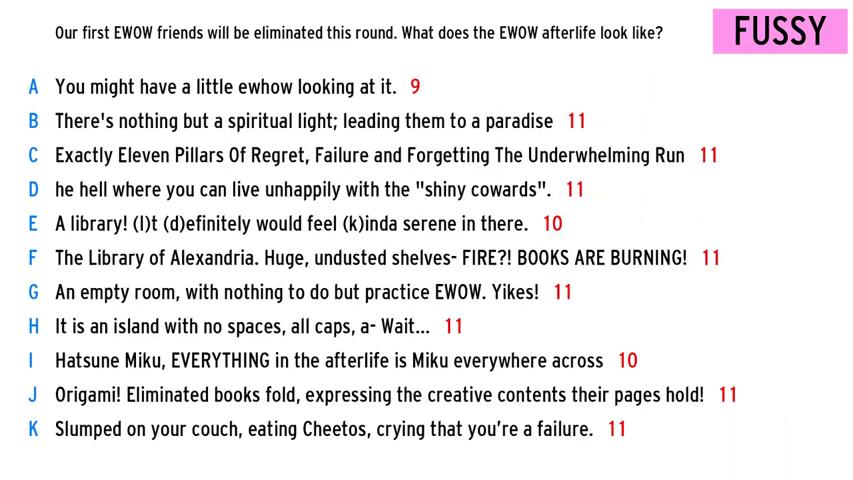 Our first EWOW friends will be eliminated this round. What does the EWOW afterlife look like?
FUSSY
A You might have a little ewhow looking at it. 9
B There's nothing but a spiritual light; leading them to a paradise 11
C Exactly Eleven Pillars Of Regret, Failure and Forgetting The Underwhelming Run 11
D he hell where you can live unhappily with the "shiny cowards". 11
E A library! (I)t (d)efinitely would feel (k)inda serene in there. 10
F The Library of Alexandria. Huge, undusted shelves- FIRE?! BOOKS ARE BURNING! 11
G An empty room, with nothing to do but practice EWOW. Yikes! 11
H It is an island with no spaces, all caps, a- Wait... 11
I Hatsune Miku, EVERYTHING in the afterlife is Miku everywhere across 10
J Origami! Eliminated books fold, expressing the creative contents their pages hold! 11
K Slumped on your couch, eating Cheetos, crying that you’re a failure. 11